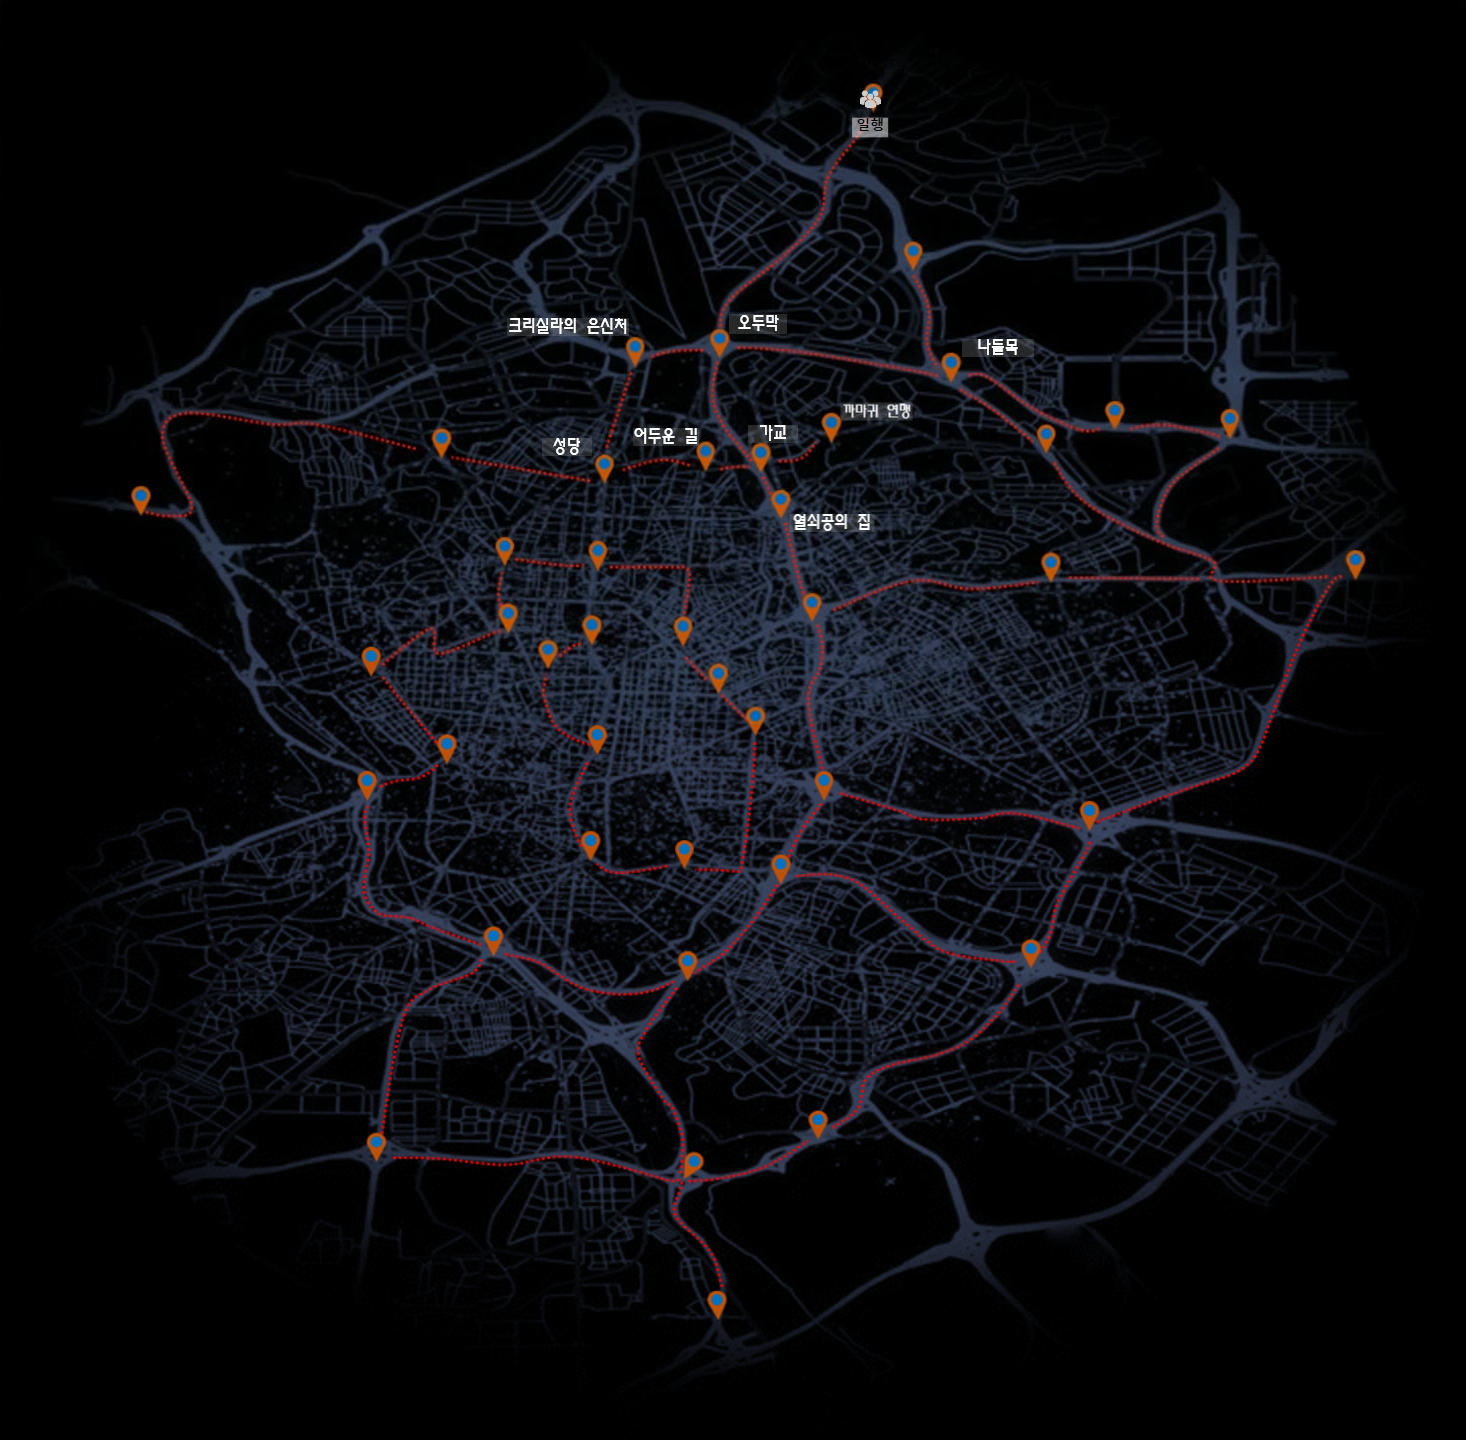 일행
크리실라의 은신처
오두막
나들목
까마귀 연맹
성당
어두운 길
가교
열쇠공의 집